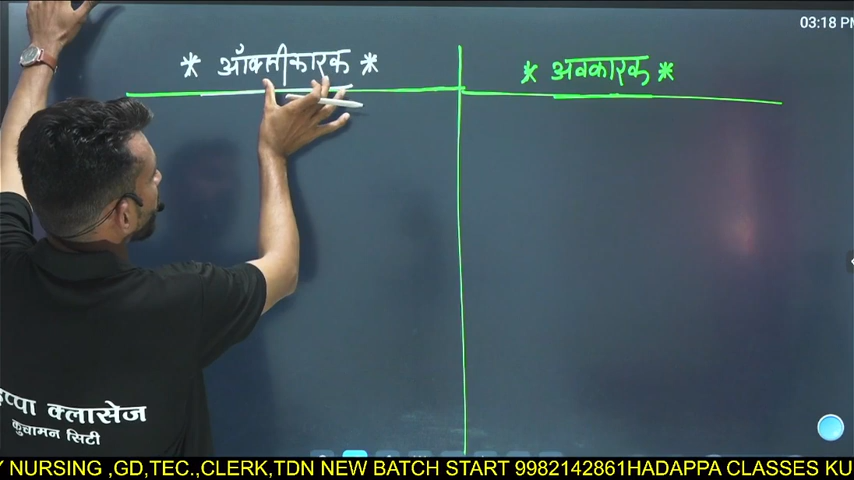 03:18 PM
* ऑक्सीकारक *
* अवकारक *
प्पा क्लासेज
कुचामन सिटी
NURSING ,GD,TEC.,CLERK,TDN NEW BATCH START 9982142861HADAPPA CLASSES KU